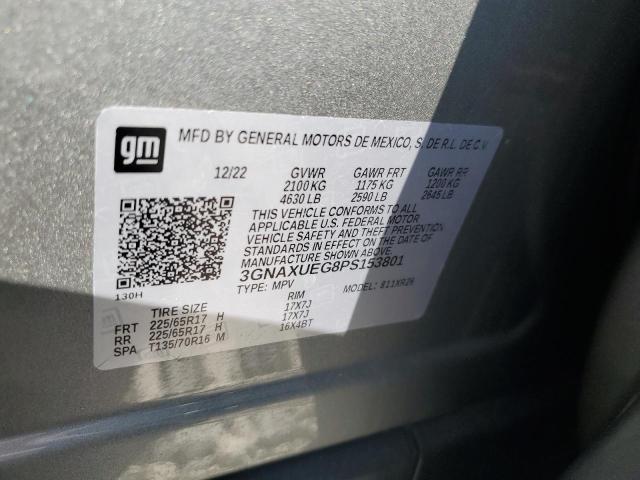 gm
MFD BY GENERAL MOTORS DE MEXICO, S. DE R.L. DE C.V.
12/22 GVWR GAWR FRT GAWR RR
2100 KG 1175 KG 1200 KG
4630 LB 2590 LB 2645 LB
THIS VEHICLE CONFORMS TO ALL
APPLICABLE U.S. FEDERAL MOTOR
VEHICLE SAFETY AND THEFT PREVENTION
STANDARDS IN EFFECT ON THE DATE OF
MANUFACTURE SHOWN ABOVE.
3GNAXUEG8PS153801
130H TYPE: MPV MODEL: 811XR26
TIRE SIZE RIM
FRT 225/65R17 H 17X7J
RR 225/65R17 H 17X7J
SPA T135/70R16 M 16X4BT